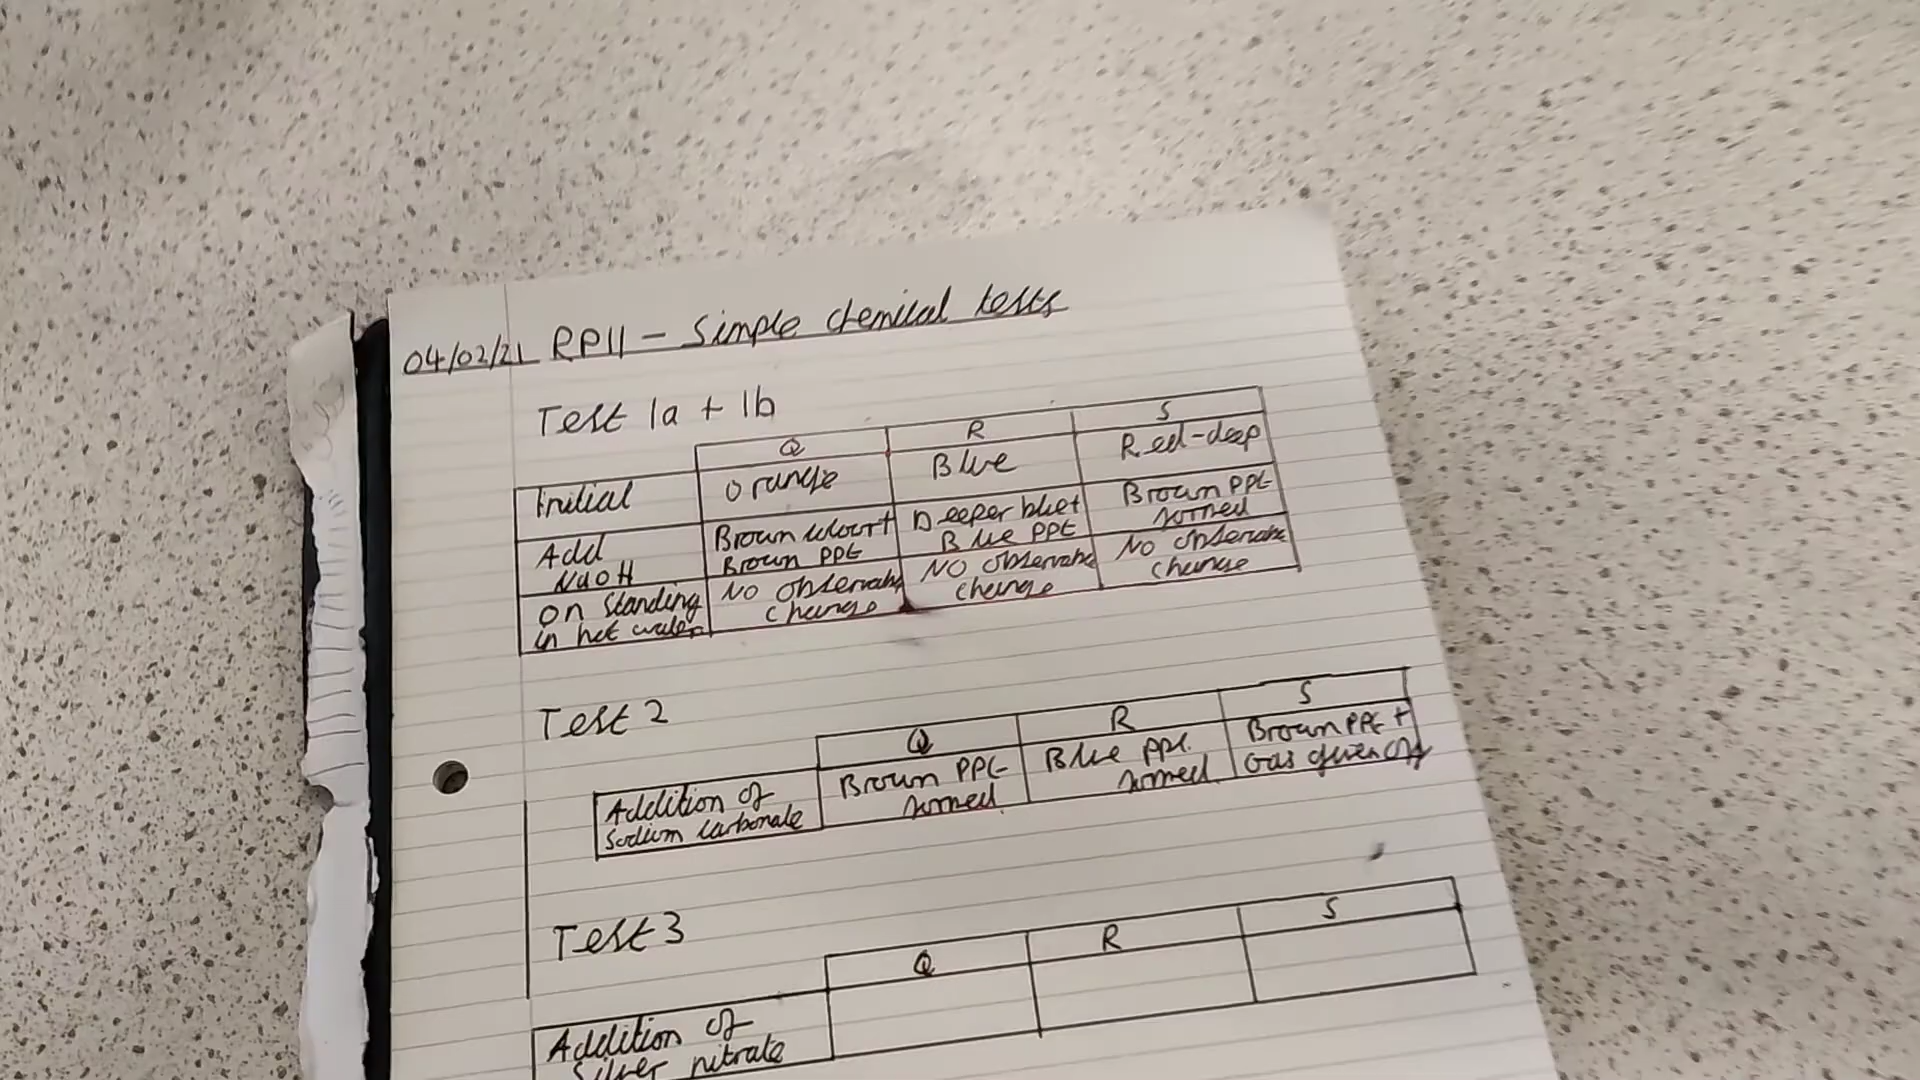 04/02/21 RP11 - Simple chemical tests
Test 1a + 1b
Q R S
Initial Orange Blue Red-deep
Add NaOH Brown colour + Brown PPt Deeper blue + Blue PPt Brown PPt formed
On standing in hot water No observable change No observable change No observable change
Test 2
Q R S
Addition of Sodium carbonate Brown PPt formed Blue ppt. formed Brown PPt + Gas given off
Test 3
Q R S
Addition of
Silver nitrate